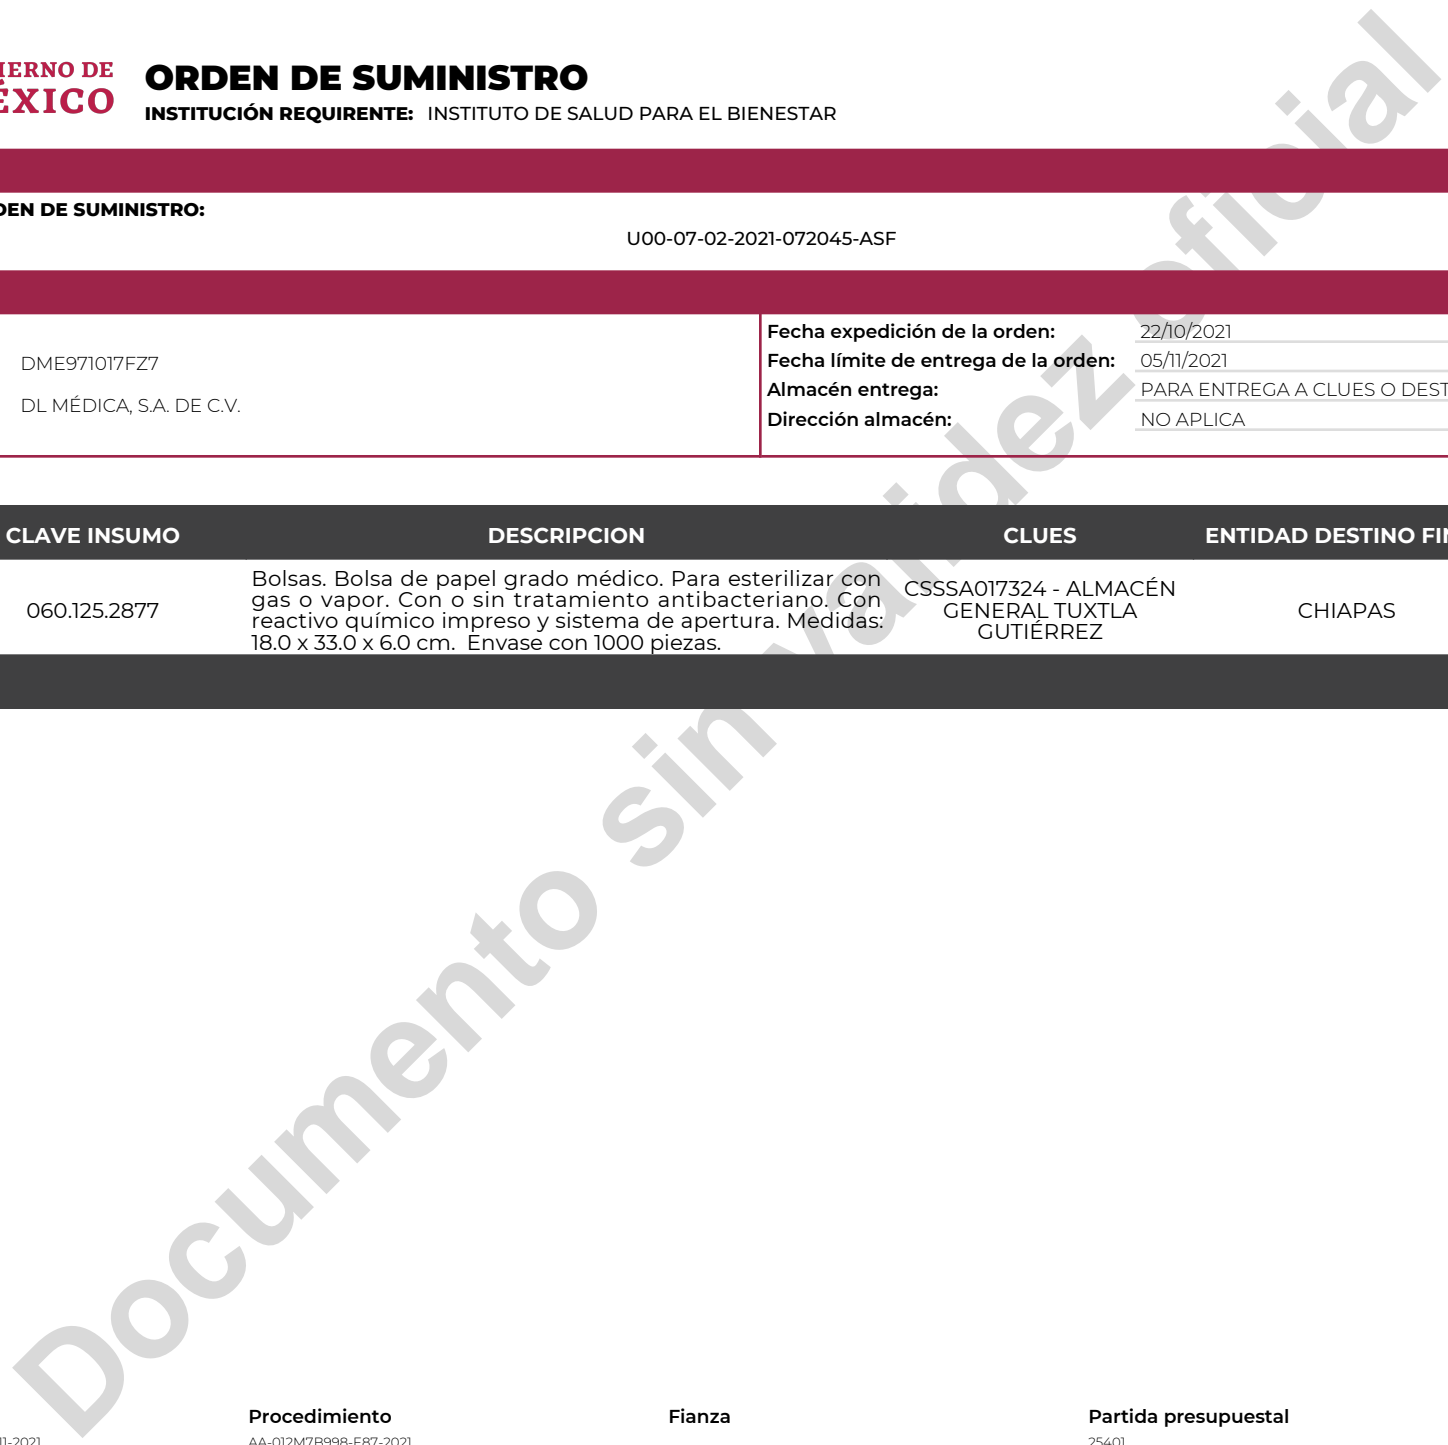 ORDEN DE SUMINISTRO
INSTITUCIÓN REQUIRENTE: INSTITUTO DE SALUD PARA EL BIENESTAR
IERNO DE
ÉXICO
DEN DE SUMINISTRO:
U00-07-02-2021-072045-ASF
DME971017FZ7
DL MÉDICA, S.A. DE C.V.
Fecha expedición de la orden: 22/10/2021
Fecha límite de entrega de la orden: 05/11/2021
Almacén entrega: PARA ENTREGA A CLUES O DEST
Dirección almacén: NO APLICA
CLAVE INSUMO DESCRIPCION CLUES ENTIDAD DESTINO FIN
060.125.2877
Bolsas. Bolsa de papel grado médico. Para esterilizar con
gas o vapor. Con o sin tratamiento antibacteriano. Con
reactivo químico impreso y sistema de apertura. Medidas:
18.0 x 33.0 x 6.0 cm. Envase con 1000 piezas.
CSSSA017324 - ALMACÉN
GENERAL TUXTLA
GUTIÉRREZ
CHIAPAS
Documento sin validez oficial
Procedimiento Fianza Partida presupuestal
11-2021 AA-012M7B998-E87-2021 25401